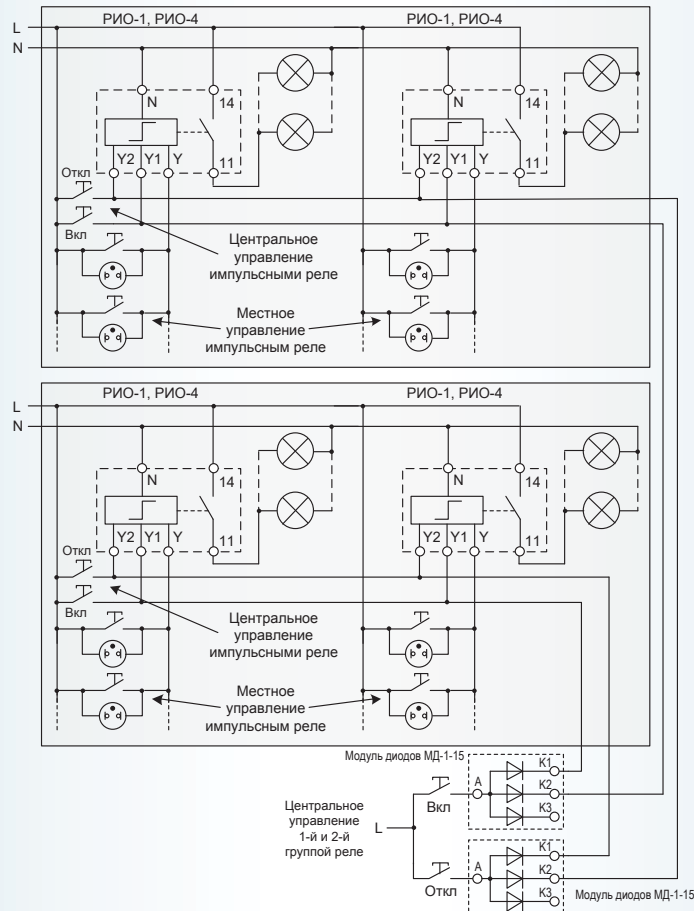 РИО-1, РИО-4 РИО-1, РИО-4
L
N
N 14 N 14
Y2 Y1 Y 11 Y2 Y1 Y 11
Откл
Вкл
Центральное
управление
импульсными реле
Местное
управление
импульсным реле
РИО-1, РИО-4 РИО-1, РИО-4
L
N
N 14 N 14
Y2 Y1 Y 11 Y2 Y1 Y 11
Откл
Вкл
Центральное
управление
импульсными реле
Местное
управление
импульсным реле
Модуль диодов МД-1-15
A K1
K2
K3
Вкл
Центральное
управление
1-й и 2-й
группой реле
L
A K1
K2
K3
Откл
Модуль диодов МД-1-15